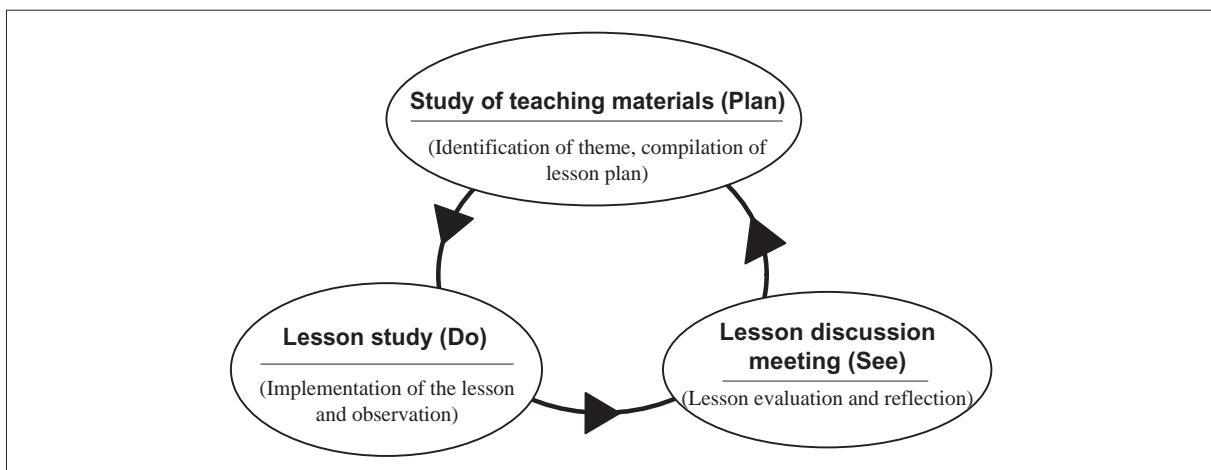 Study of teaching materials (Plan)
(Identification of theme, compilation of
lesson plan)
Lesson study (Do)
(Implementation of the lesson
and observation)
Lesson discussion
meeting (See)
(Lesson evaluation and reflection)